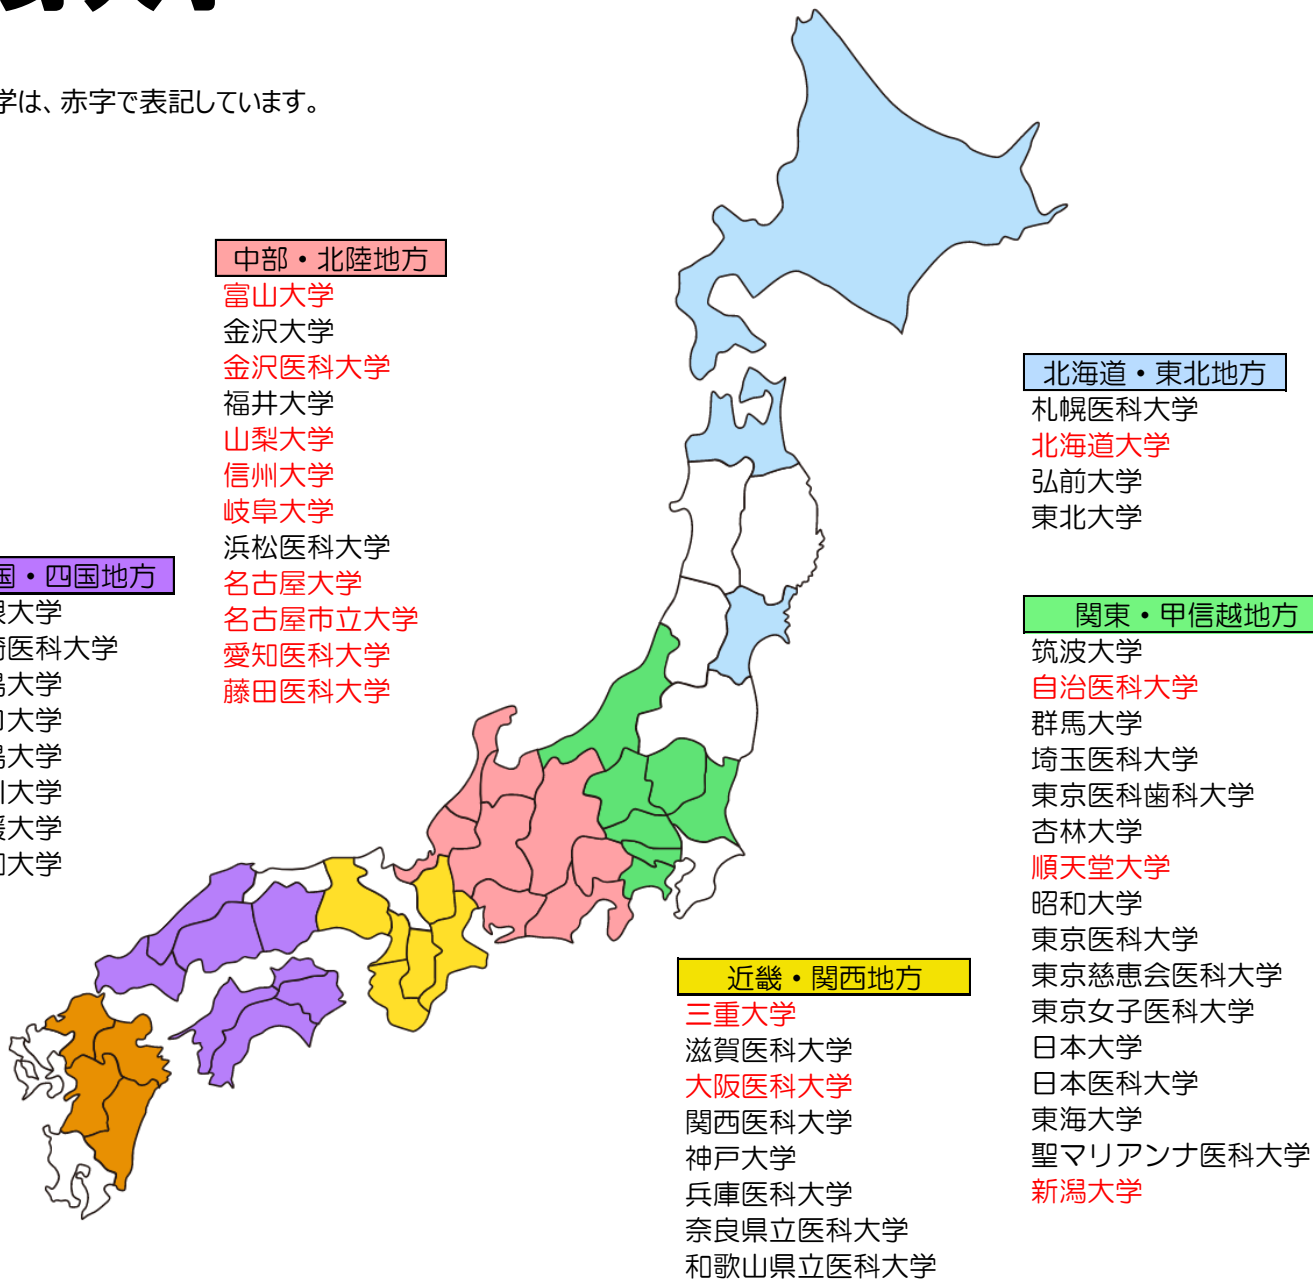 学は、赤字で表記しています。
中部・北陸地方
富山大学
金沢大学
金沢医科大学
福井大学
山梨大学
信州大学
岐阜大学
浜松医科大学
名古屋大学
名古屋市立大学
愛知医科大学
藤田医科大学
北海道・東北地方
札幌医科大学
北海道大学
弘前大学
東北大学
国・四国地方
大学
医科大学
大学
大学
大学
大学
大学
大学
関東・甲信越地方
筑波大学
自治医科大学
群馬大学
埼玉医科大学
東京医科歯科大学
杏林大学
順天堂大学
昭和大学
東京医科大学
東京慈恵会医科大学
東京女子医科大学
日本大学
日本医科大学
東海大学
聖マリアンナ医科大学
新潟大学
近畿・関西地方
三重大学
滋賀医科大学
大阪医科大学
関西医科大学
神戸大学
兵庫医科大学
奈良県立医科大学
和歌山県立医科大学